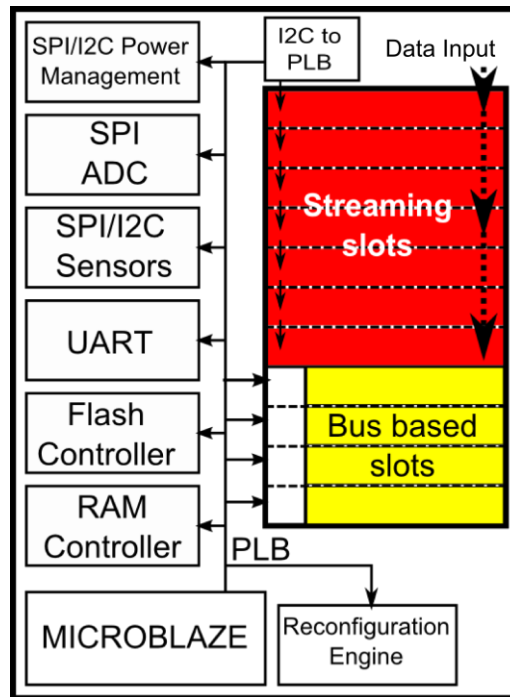 SPI/I2C Power
Management
I2C to
PLB
Data Input
SPI
ADC
SPI/I2C
Sensors
Streaming
slots
UART
Flash
Controller
Bus based
slots
RAM
Controller
PLB
MICROBLAZE
Reconfiguration
Engine